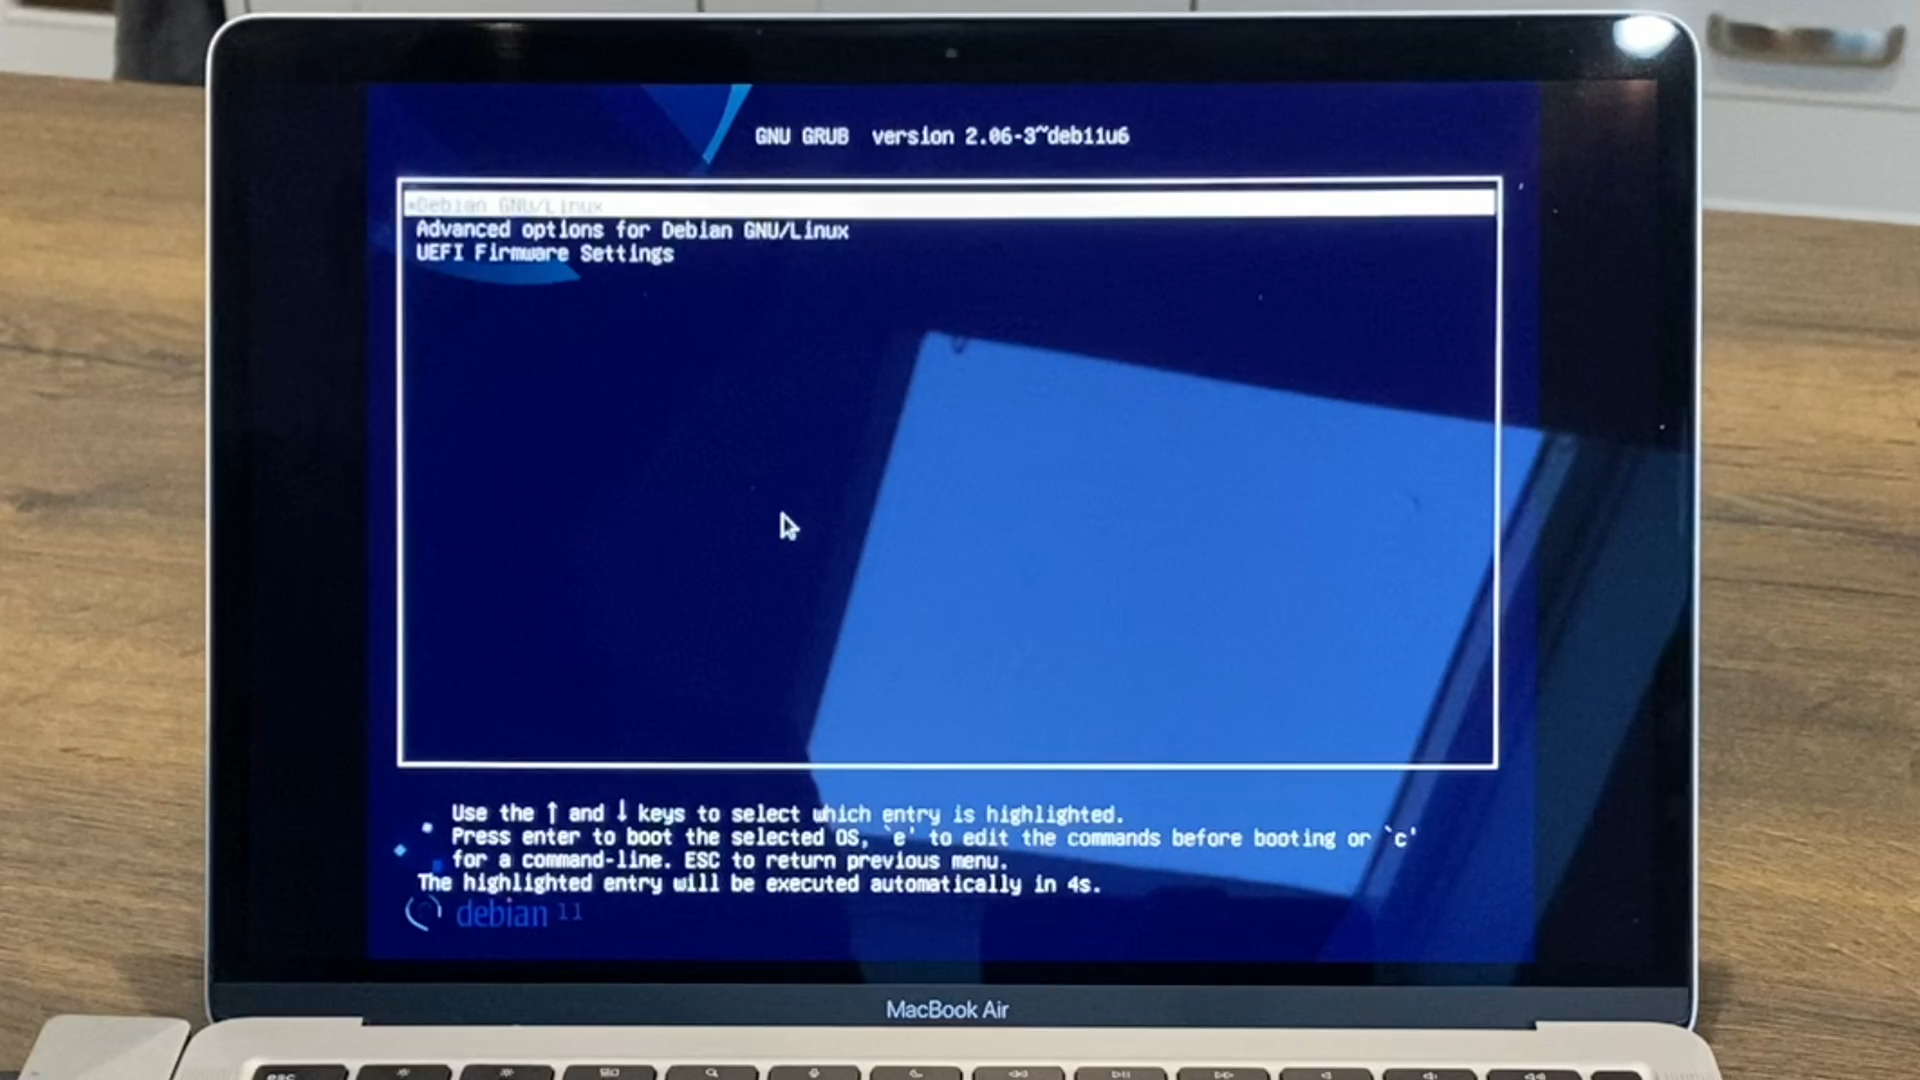 GNU GRUB version 2.06-3~deb11u6
*Debian GNU/Linux
Advanced options for Debian GNU/Linux
UEFI Firmware Settings
Use the ↑ and ↓ keys to select which entry is highlighted.
Press enter to boot the selected OS, `e' to edit the commands before booting or `c'
for a command-line. ESC to return previous menu.
The highlighted entry will be executed automatically in 4s.
debian 11
MacBook Air
esc